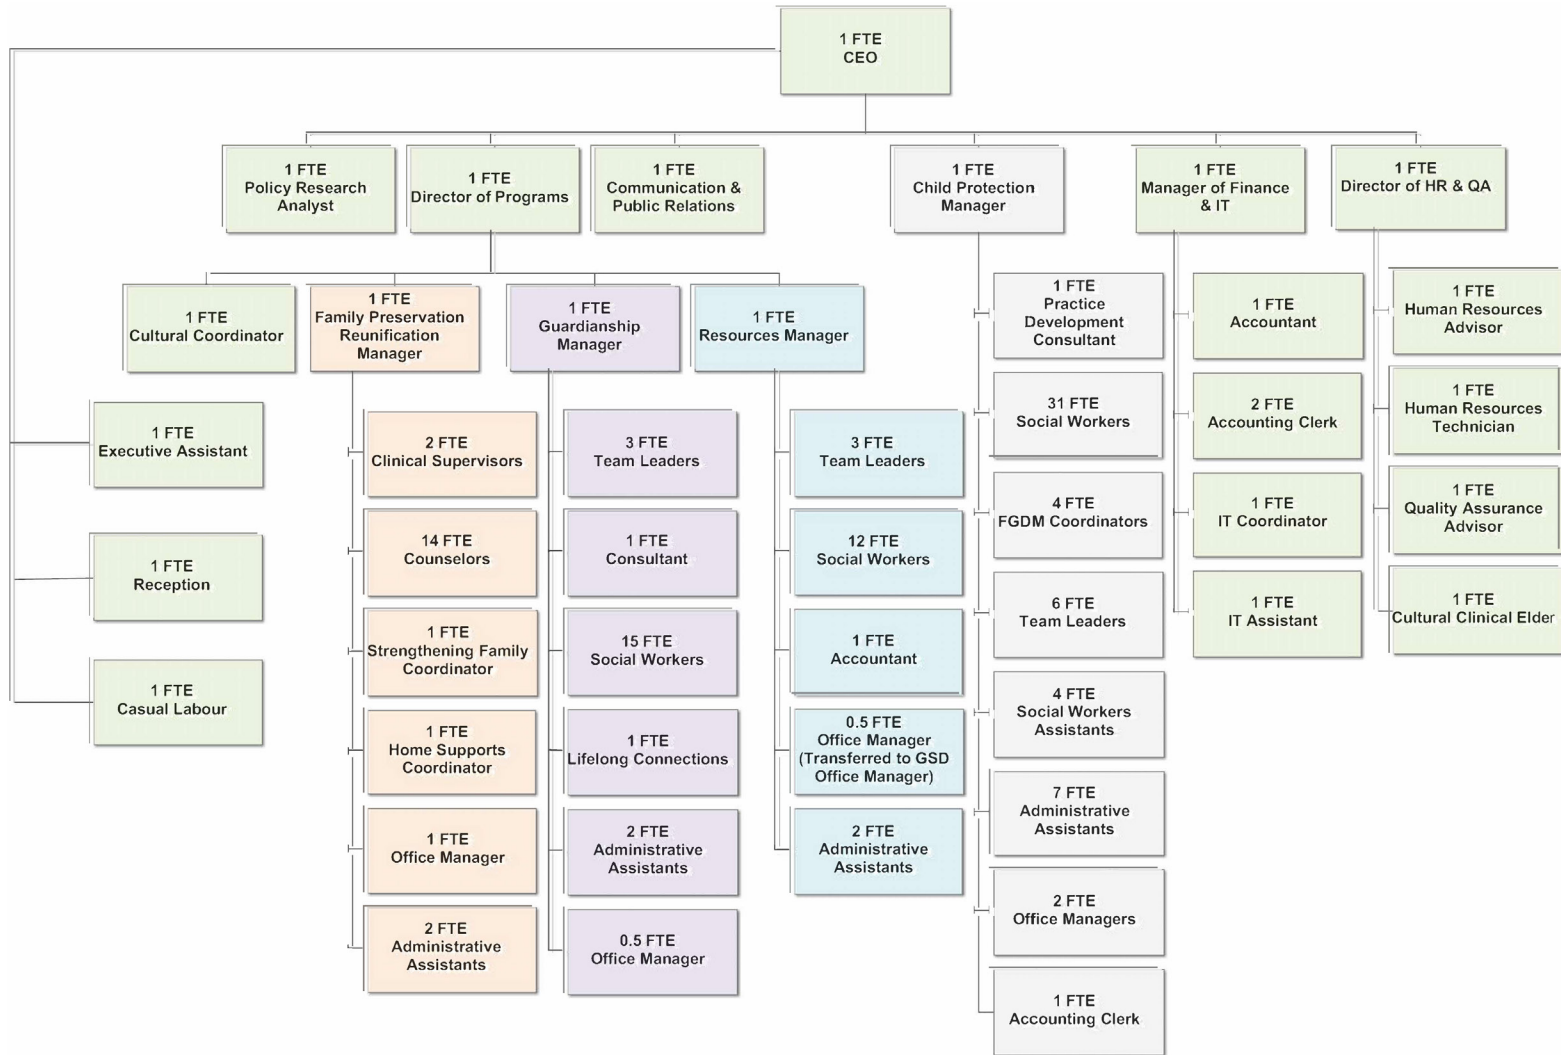 1 FTE
CEO
1 FTE
Policy Research
Analyst
1 FTE
Director of Programs
1 FTE
Communication &
Public Relations
1 FTE
Child Protection
Manager
1 FTE
Manager of Finance
& IT
1 FTE
Director of HR & QA
1 FTE
Cultural Coordinator
1 FTE
Family Preservation
Reunification
Manager
1 FTE
Guardianship
Manager
1 FTE
Resources Manager
1 FTE
Executive Assistant
1 FTE
Reception
1 FTE
Casual Labour
2 FTE
Clinical Supervisors
14 FTE
Counselors
1 FTE
Strengthening Family
Coordinator
1 FTE
Home Supports
Coordinator
1 FTE
Office Manager
2 FTE
Administrative
Assistants
3 FTE
Team Leaders
1 FTE
Consultant
15 FTE
Social Workers
1 FTE
Lifelong Connections
2 FTE
Administrative
Assistants
0.5 FTE
Office Manager
3 FTE
Team Leaders
12 FTE
Social Workers
1 FTE
Accountant
0.5 FTE
Office Manager
(Transferred to GSD
Office Manager)
2 FTE
Administrative
Assistants
1 FTE
Practice
Development
Consultant
31 FTE
Social Workers
4 FTE
FGDM Coordinators
6 FTE
Team Leaders
4 FTE
Social Workers
Assistants
7 FTE
Administrative
Assistants
2 FTE
Office Managers
1 FTE
Accounting Clerk
1 FTE
Accountant
2 FTE
Accounting Clerk
1 FTE
IT Coordinator
1 FTE
IT Assistant
1 FTE
Human Resources
Advisor
1 FTE
Human Resources
Technician
1 FTE
Quality Assurance
Advisor
1 FTE
Cultural Clinical Elder